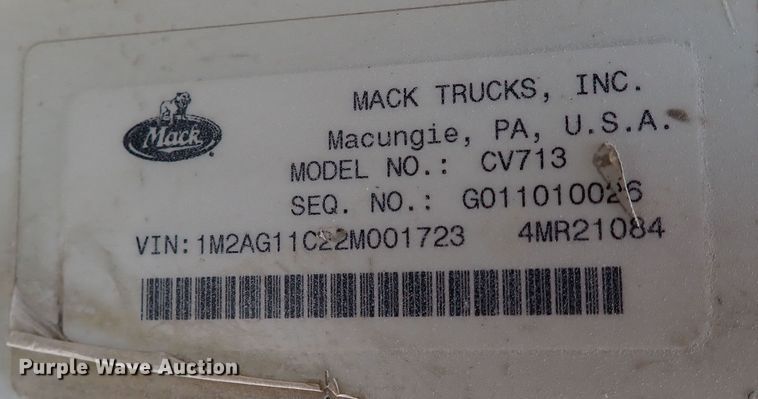 Mack
MACK TRUCKS, INC.
Macungie, PA, U.S.A.
MODEL NO.: CV713
SEQ. NO.: G011010026
VIN:1M2AG11C22M001723 4MR21084
Purple Wave Auction